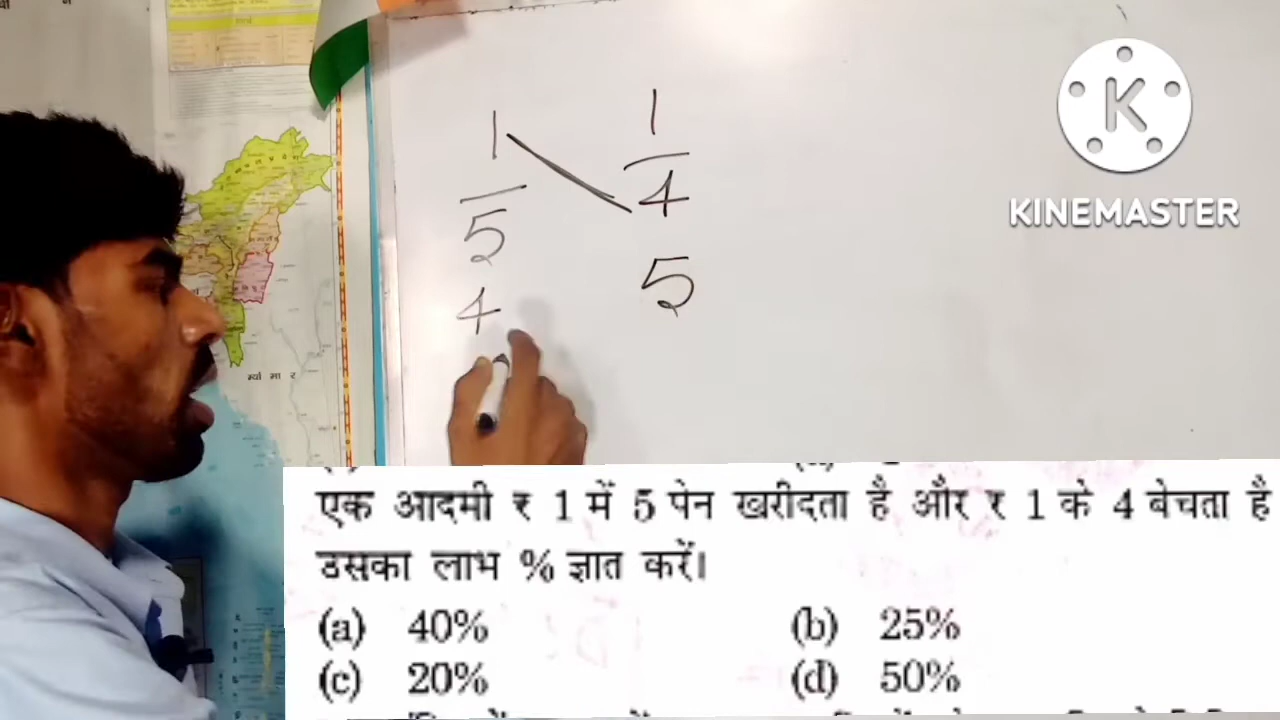 KINEMASTER
1 1
5 4
4 5
म्यां मा र
एक आदमी ₹ 1 में 5 पेन खरीदता है और ₹ 1 के 4 बेचता है
उसका लाभ % ज्ञात करें।
(a) 40% (b) 25%
(c) 20% (d) 50%